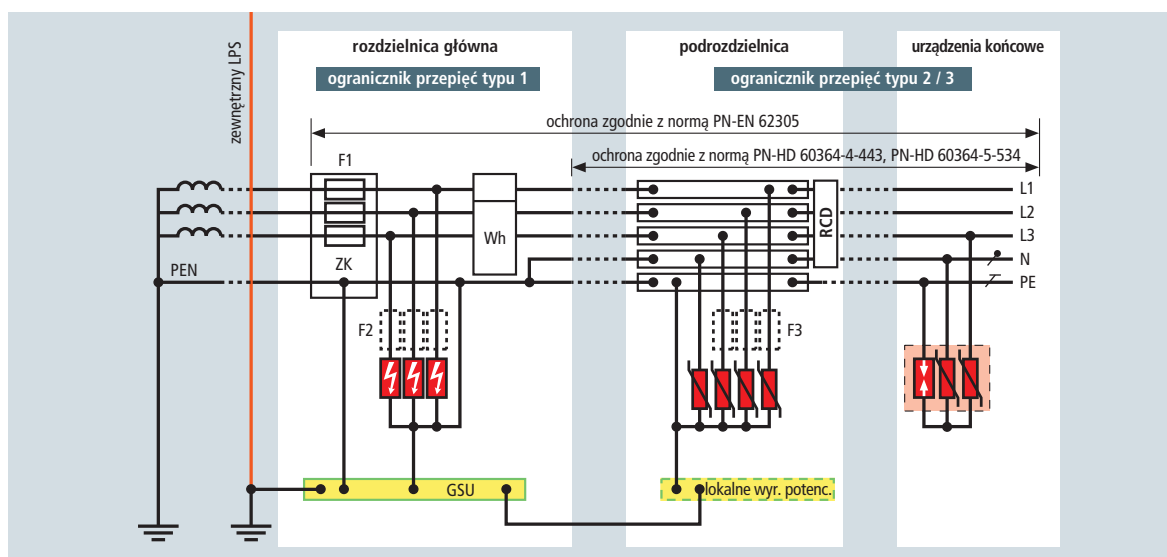 zewnętrzny LPS
rozdzielnica główna
podrozdzielnica
urządzenia końcowe
ogranicznik przepięć typu 1
ogranicznik przepięć typu 2 / 3
ochrona zgodnie z normą PN-EN 62305
ochrona zgodnie z normą PN-HD 60364-4-443, PN-HD 60364-5-534
F1
L1
L2
RCD
Wh
L3
ZK
N
PEN
PE
F2
F3
GSU
lokalne wyr. potenc.